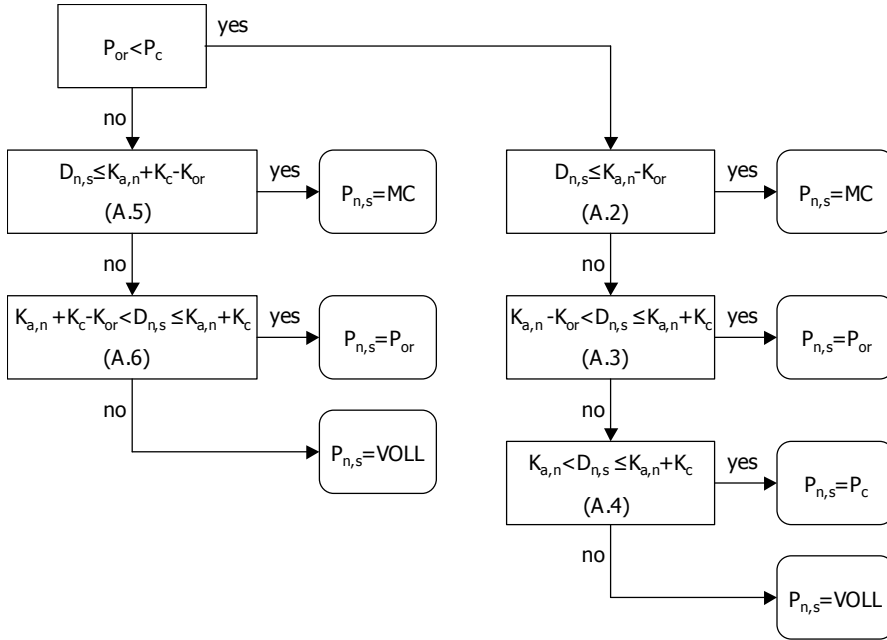 P_or<P_c
yes
no
D_n,s≤K_a,n+K_c-K_or
(A.5)
yes
P_n,s=MC
D_n,s≤K_a,n-K_or
(A.2)
yes
P_n,s=MC
no
no
K_a,n +K_c-K_or<D_n,s ≤K_a,n+K_c
(A.6)
yes
P_n,s=P_or
K_a,n -K_or<D_n,s ≤K_a,n+K_c
(A.3)
yes
P_n,s=P_or
no
no
P_n,s=VOLL
K_a,n<D_n,s ≤K_a,n+K_c
(A.4)
yes
P_n,s=P_c
no
P_n,s=VOLL